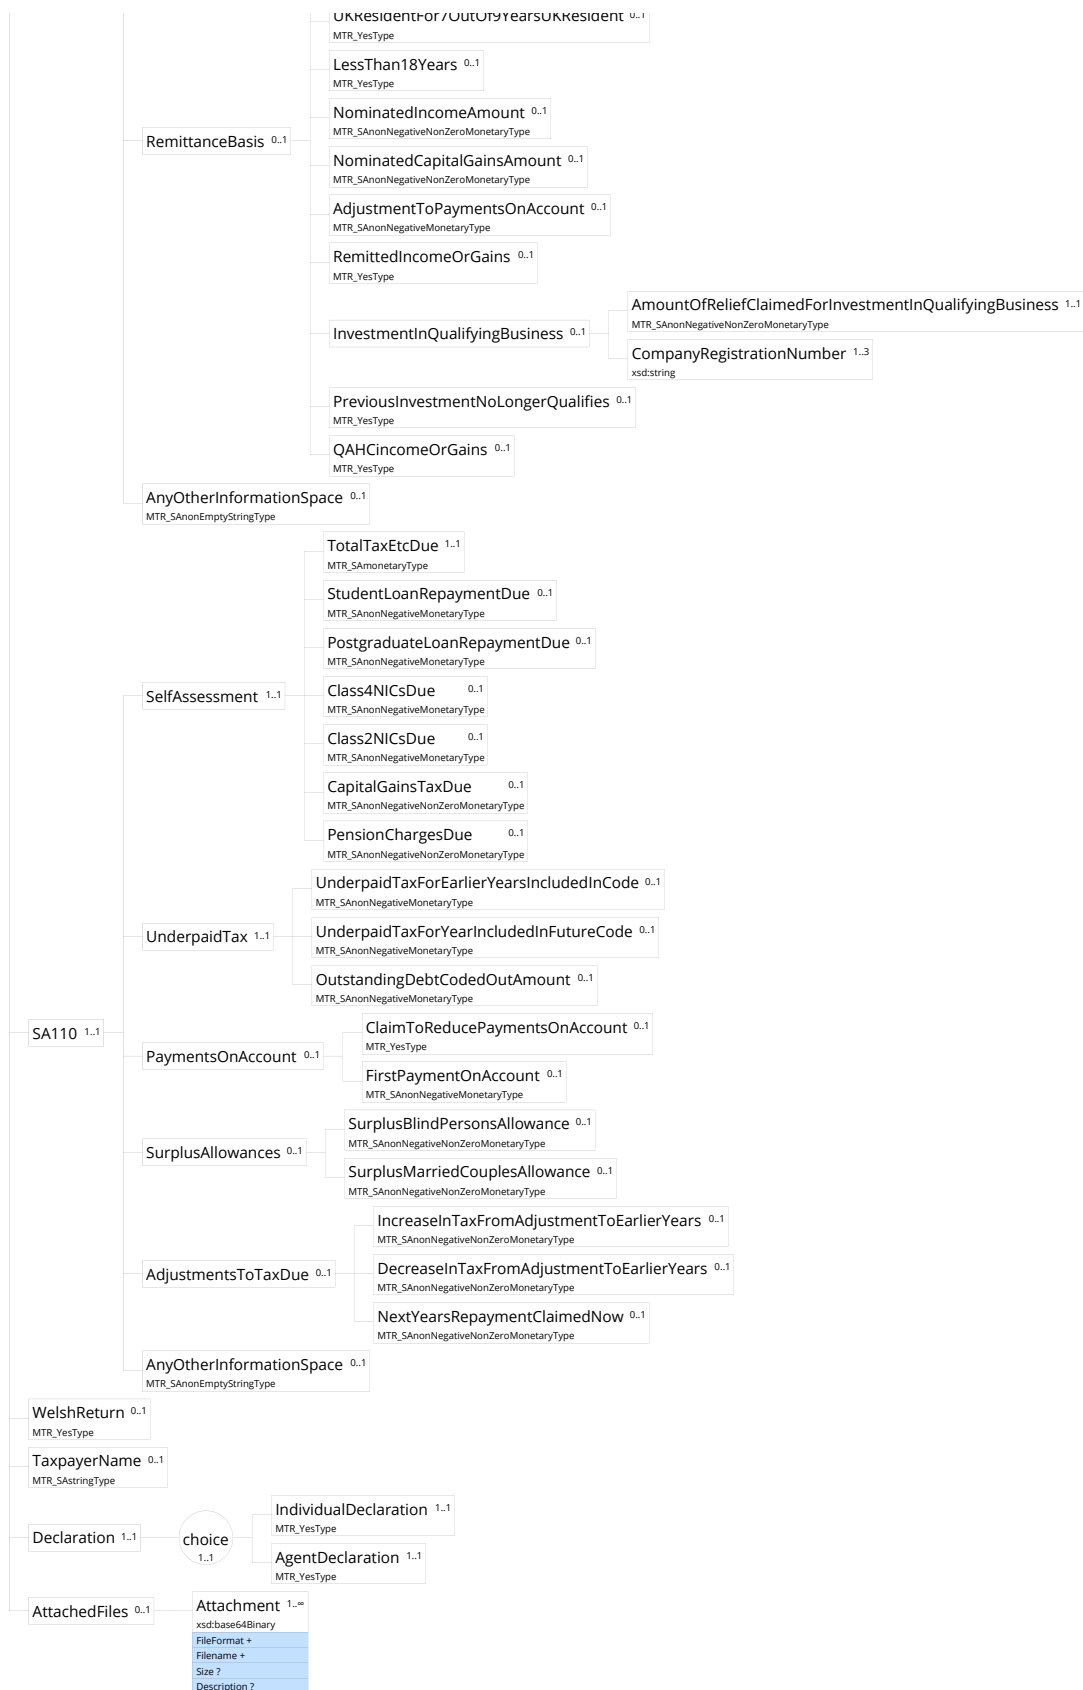 UKResidentFor7OutOf9YearsUKResident 0..1
MTR_YesType
LessThan18Years 0..1
MTR_YesType
NominatedIncomeAmount 0..1
MTR_SAnonNegativeNonZeroMonetaryType
RemittanceBasis 0..1
NominatedCapitalGainsAmount 0..1
MTR_SAnonNegativeNonZeroMonetaryType
AdjustmentToPaymentsOnAccount 0..1
MTR_SAnonNegativeMonetaryType
RemittedIncomeOrGains 0..1
MTR_YesType
AmountOfReliefClaimedForInvestmentInQualifyingBusiness 1..1
MTR_SAnonNegativeNonZeroMonetaryType
InvestmentInQualifyingBusiness 0..1
CompanyRegistrationNumber 1..3
xsd:string
PreviousInvestmentNoLongerQualifies 0..1
MTR_YesType
QAHCincomeOrGains 0..1
MTR_YesType
AnyOtherInformationSpace 0..1
MTR_SAnonEmptyStringType
TotalTaxEtcDue 1..1
MTR_SAmonetaryType
StudentLoanRepaymentDue 0..1
MTR_SAnonNegativeMonetaryType
PostgraduateLoanRepaymentDue 0..1
MTR_SAnonNegativeMonetaryType
SelfAssessment 1..1
Class4NICsDue 0..1
MTR_SAnonNegativeMonetaryType
Class2NICsDue 0..1
MTR_SAnonNegativeMonetaryType
CapitalGainsTaxDue 0..1
MTR_SAnonNegativeNonZeroMonetaryType
PensionChargesDue 0..1
MTR_SAnonNegativeNonZeroMonetaryType
UnderpaidTaxForEarlierYearsIncludedInCode 0..1
MTR_SAnonNegativeMonetaryType
UnderpaidTax 1..1
UnderpaidTaxForYearIncludedInFutureCode 0..1
MTR_SAnonNegativeMonetaryType
OutstandingDebtCodedOutAmount 0..1
MTR_SAnonNegativeMonetaryType
SA110 1..1
ClaimToReducePaymentsOnAccount 0..1
MTR_YesType
PaymentsOnAccount 0..1
FirstPaymentOnAccount 0..1
MTR_SAnonNegativeMonetaryType
SurplusBlindPersonsAllowance 0..1
MTR_SAnonNegativeNonZeroMonetaryType
SurplusAllowances 0..1
SurplusMarriedCouplesAllowance 0..1
MTR_SAnonNegativeNonZeroMonetaryType
IncreaseInTaxFromAdjustmentToEarlierYears 0..1
MTR_SAnonNegativeNonZeroMonetaryType
AdjustmentsToTaxDue 0..1
DecreaseInTaxFromAdjustmentToEarlierYears 0..1
MTR_SAnonNegativeNonZeroMonetaryType
NextYearsRepaymentClaimedNow 0..1
MTR_SAnonNegativeNonZeroMonetaryType
AnyOtherInformationSpace 0..1
MTR_SAnonEmptyStringType
WelshReturn 0..1
MTR_YesType
TaxpayerName 0..1
MTR_SAstringType
Declaration 1..1
choice
1..1
IndividualDeclaration 1..1
MTR_YesType
AgentDeclaration 1..1
MTR_YesType
AttachedFiles 0..1
Attachment 1..∞
xsd:base64Binary
FileFormat +
Filename +
Size ?
Description ?